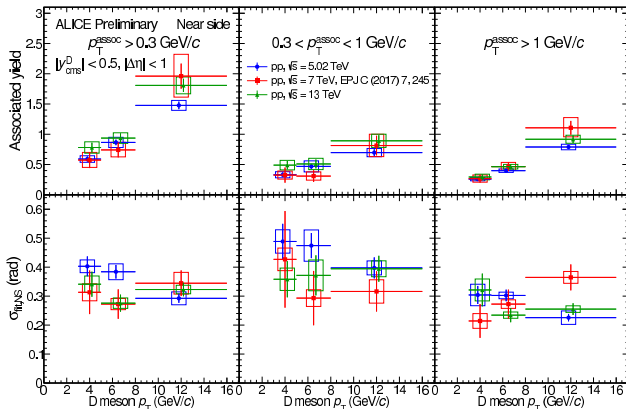 ALICE Preliminary Near side
p_T^assoc > 0.3 GeV/c
|y_cms^D| < 0.5, |Δη| < 1
0.3 < p_T^assoc < 1 GeV/c
p_T^assoc > 1 GeV/c
pp, √s = 5.02 TeV
pp, √s = 7 TeV, EPJC (2017) 7, 245
pp, √s = 13 TeV
Associated yield
3
2.5
2
1.5
1
0.5
0
σ_fit,NS (rad)
0.6
0.5
0.4
0.3
0.2
0.1
0
0 2 4 6 8 10 12 14 16
0 2 4 6 8 10 12 14 16
0 2 4 6 8 10 12 14 16
D meson p_T (GeV/c)
D meson p_T (GeV/c)
D meson p_T (GeV/c)